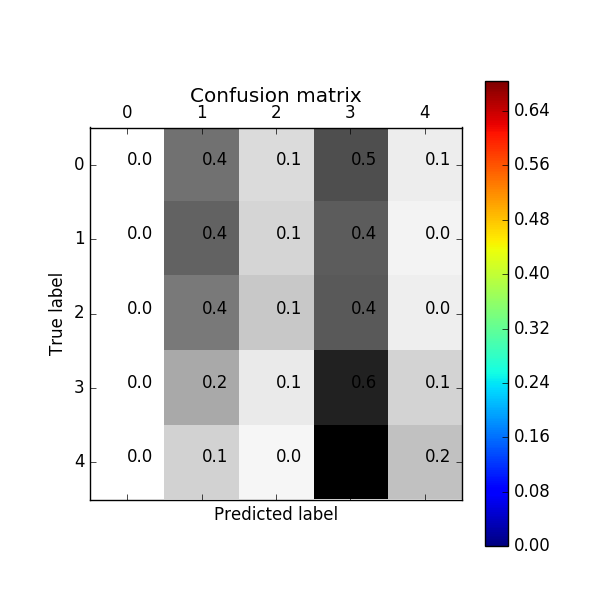 Confusion matrix
0 1 2 3 4
0 0.0 0.4 0.1 0.5 0.1
1 0.0 0.4 0.1 0.4 0.0
2 0.0 0.4 0.1 0.4 0.0
3 0.0 0.2 0.1 0.6 0.1
4 0.0 0.1 0.0 0.2
True label
Predicted label
0.64
0.56
0.48
0.40
0.32
0.24
0.16
0.08
0.00